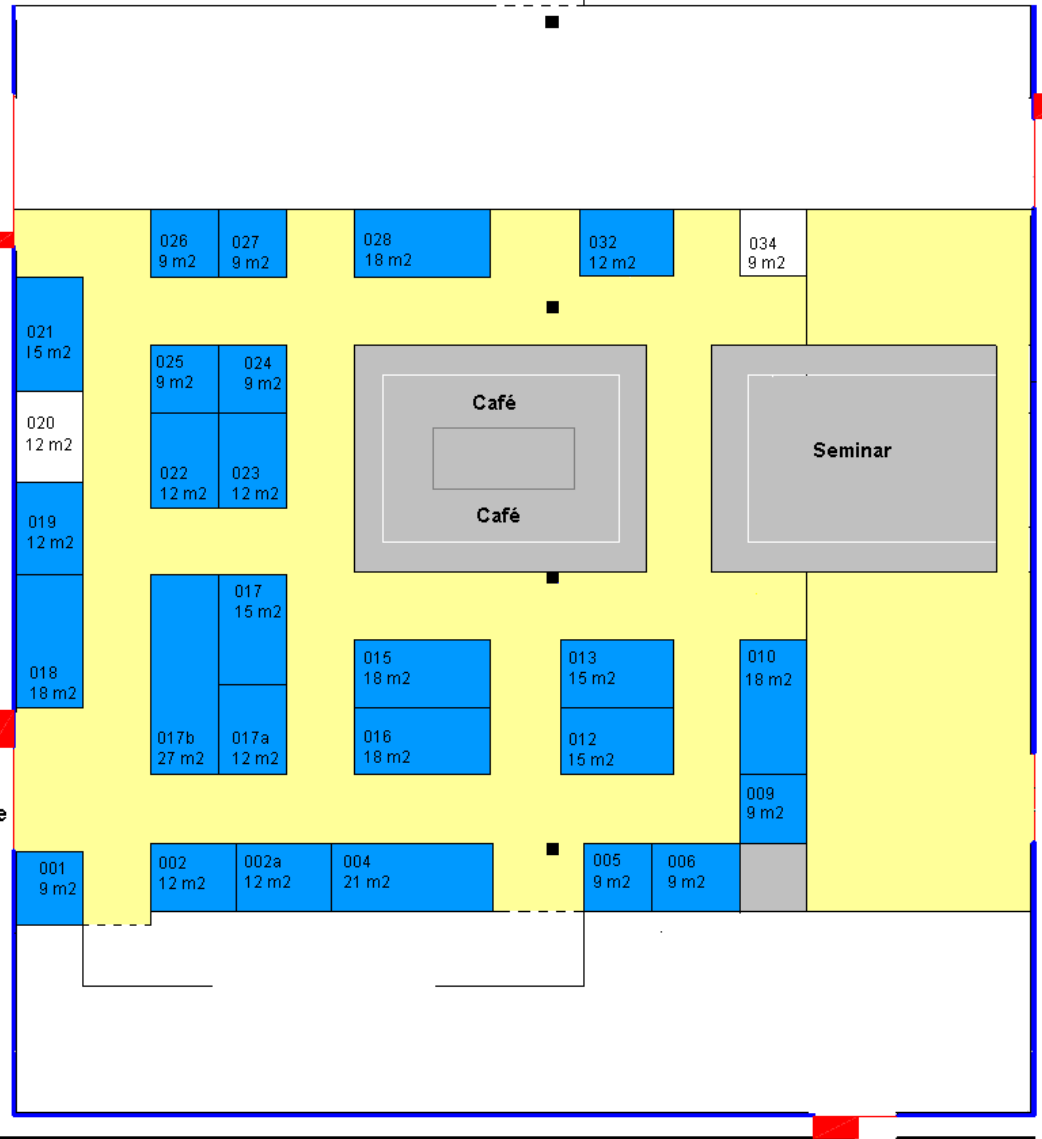 026
9 m2
027
9 m2
028
18 m2
032
12 m2
034
9 m2
021
I5 m2
025
9 m2
024
9 m2
020
12 m2
Café
Seminar
022
12 m2
023
12 m2
Café
019
12 m2
017
15 m2
018
18 m2
015
18 m2
013
15 m2
010
18 m2
017b
27 m2
017a
12 m2
016
18 m2
012
15 m2
009
9 m2
e
001
9 m2
002
12 m2
002a
12 m2
004
21 m2
005
9 m2
006
9 m2